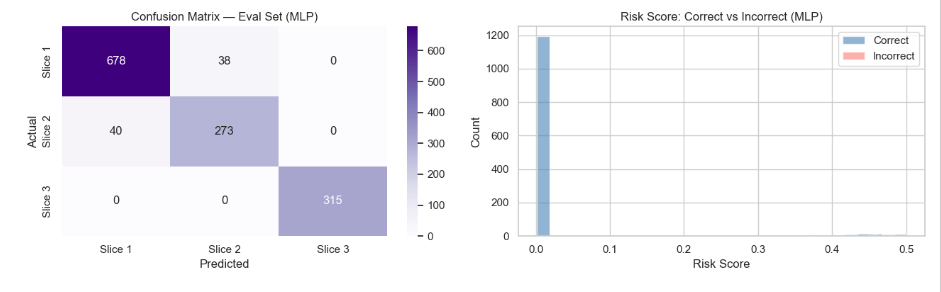 Confusion Matrix — Eval Set (MLP)
Slice 1
Slice 2
Slice 3
Actual
678 38 0
40 273 0
0 0 315
Slice 1 Slice 2 Slice 3
Predicted
600
500
400
300
200
100
0
Risk Score: Correct vs Incorrect (MLP)
Correct
Incorrect
Count
1200
1000
800
600
400
200
0
0.0 0.1 0.2 0.3 0.4 0.5
Risk Score